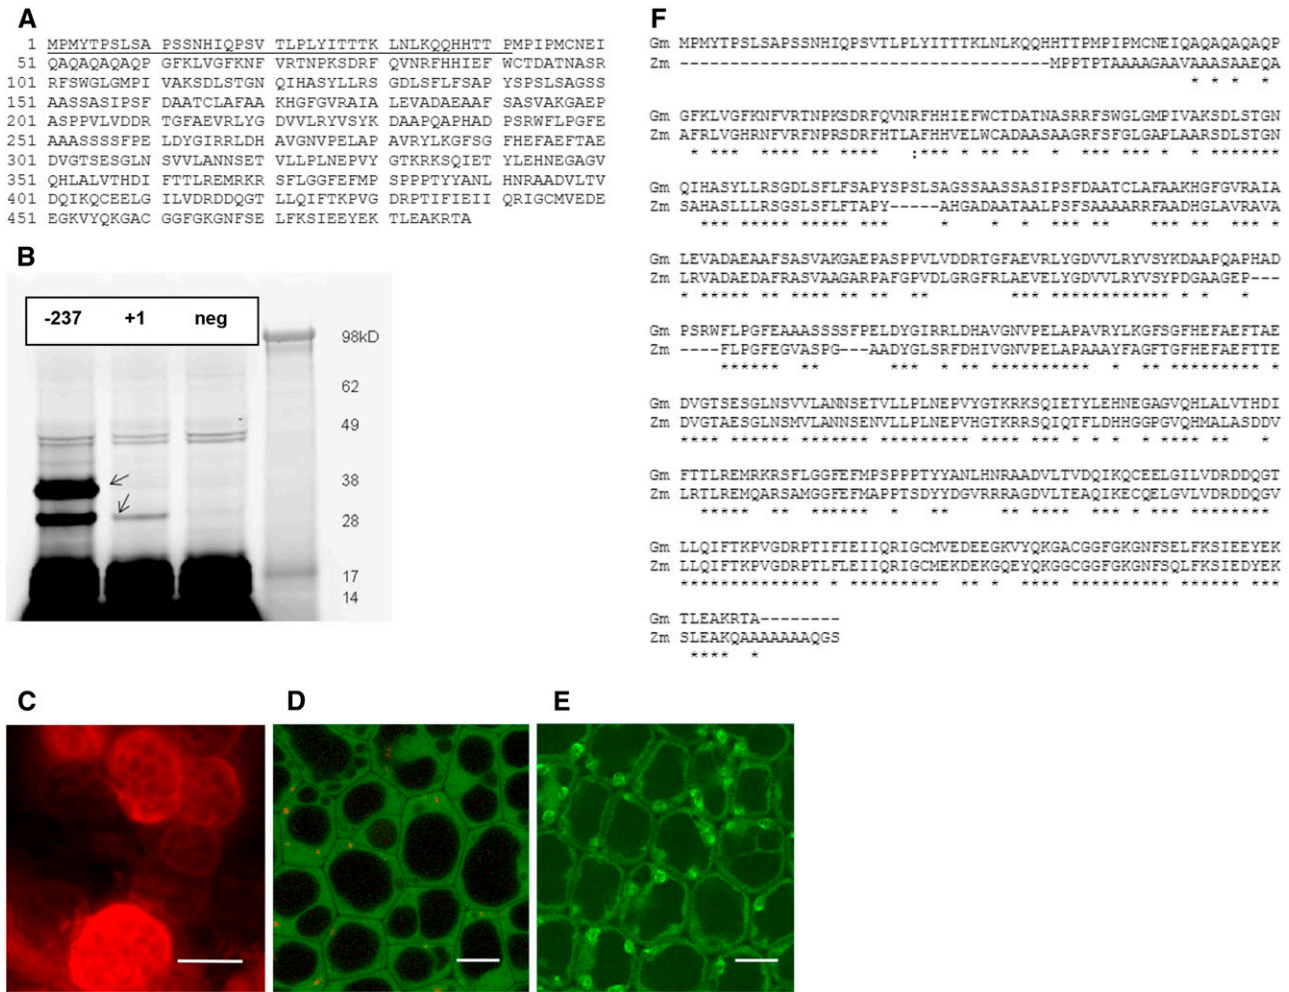 A
1 MPMYTPSLSA PSSNHIQPSV TLPLYITTTK LNLKQQHHTT PMPIPMCNEI
51 QAQAQAQAQP GFKLVGFKNF VRTNPKSDRF QVNRFHHIEF WCTDATNASR
101 RFSWGLGMPI VAKSDLSTGN QIHASYLLRS GDLSFLFSAP YSPSLSAGSS
151 AASSASIPSF DAATCLAFAA KHGFGVRAIA LEVADAEAAF SASVAKGAEP
201 ASPPVLVDDR TGFAEVRLYG DVVLRYVSYK DAAPQAPHAD PSRWFLPGFE
251 AAASSSSFPE LDYGIRRLDH AVGNVPELAP AVRYLKGFSG FHEFAEFTAE
301 DVGTSESGLN SVVLANNSET VLLPLNEPVY GTKRKSQIET YLEHNEGAGV
351 QHLALVTHDI FTTLREMRKR SFLGGFEFMP SPPPTYYANL HNRAADVLTV
401 DQIKQCEELG ILVDRDDQGT LLQIFTKPVG DRPTIFIEII QRIGCMVEDE
451 EGKVYQKGAC GGFGKGNFSE LFKSIEEYEK TLEAKRTA
B
-237 +1 neg
98kD
62
49
38
28
17
14
F
Gm MPMYTPSLSAPSSNHIQPSVTLPLYITTTKLNLKQQHHTTPMPIPMCNEIQAQAQAQAQP
Zm -------------------------------------MPPTPTAAAAGAAVAAASAAEQA
* * * *
Gm GFKLVGFKNFVRTNPKSDRFQVNRFHHIEFWCTDATNASRRFSWGLGMPIVAKSDLSTGN
Zm AFRLVGHRNFVRFNPRSDRFHTLAFHHVELWCADAASAAGRFSFGLGAPLAARSDLSTGN
* *** **** ** **** :*** * ** ** * *** *** * * *******
Gm QIHASYLLRSGDLSFLFSAPYSPSLSAGSSAASSASIPSFDAATCLAFAAKHGFGVRAIA
Zm SAHASLLLRSGSLSFLFTAPY-----AHGADAATAALPSFSAAAARRFAADHGLAVRAVA
*** **** ***** *** * * * *** ** *** ** *** *
Gm LEVADAEAAFSASVAKGAEPASPPVLVDDRTGFAEVRLYGDVVLRYVSYKDAAPQAPHAD
Zm LRVADAEDAFRASVAAGARPAFGPVDLGRGFRLAEVELYGDVVLRYVSYPDGAAGEP---
* ***** ** **** ** ** ** *** ************ * * *
Gm PSRWFLPGFEAAASSSSFPELDYGIRRLDHAVGNVPELAPAVRYLKGFSGFHEFAEFTAE
Zm ----FLPGFEGVASPG---AADYGLSRFDHIVGNVPELAPAAAYFAGFTGFHEFAEFTTE
****** ** *** * ** ********** * ** ********* *
Gm DVGTSESGLNSVVLANNSETVLLPLNEPVYGTKRKSQIETYLEHNEGAGVQHLALVTHDI
Zm DVGTAESGLNSMVLANNSENVLLPLNEPVHGTKRRSQIQTFLDHHGGPGVQHMALASDDV
**** ****** ******* ********* **** *** * * * * **** ** *
Gm FTTLREMRKRSFLGGFEFMPSPPPTYYANLHNRAADVLTVDQIKQCEELGILVDRDDQGT
Zm LRTLREMQARSAMGGFEFMAPPTSDYYDGVRRRAGDVLTEAQIKECQELGVLVDRDDQGV
***** ** ****** * ** ** **** *** * *** ********
Gm LLQIFTKPVGDRPTIFIEIIQRIGCMVEDEEGKVYQKGACGGFGKGNFSELFKSIEEYEK
Zm LLQIFTKPVGDRPTLFLEIIQRIGCMEKDEKGQEYQKGGCGGFGKGNFSQLFKSIEDYEK
************** * ********* ** * **** ********** ****** ***
Gm TLEAKRTA--------
Zm SLEAKQAAAAAAAQGS
**** *
C
D
E